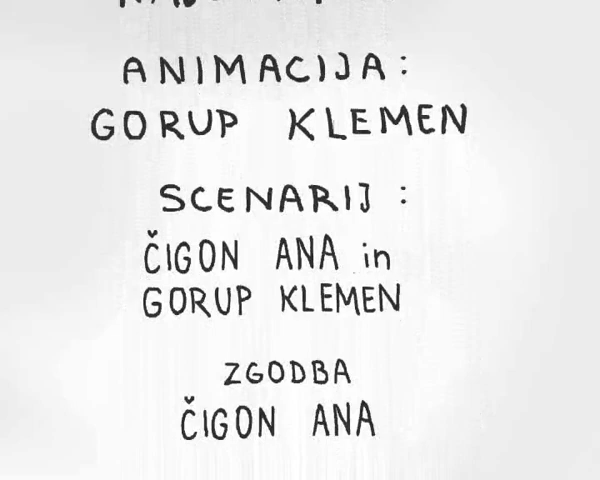 ANIMACIJA:
GORUP KLEMEN
SCENARIJ :
ČIGON ANA in
GORUP KLEMEN
ZGODBA
ČIGON ANA